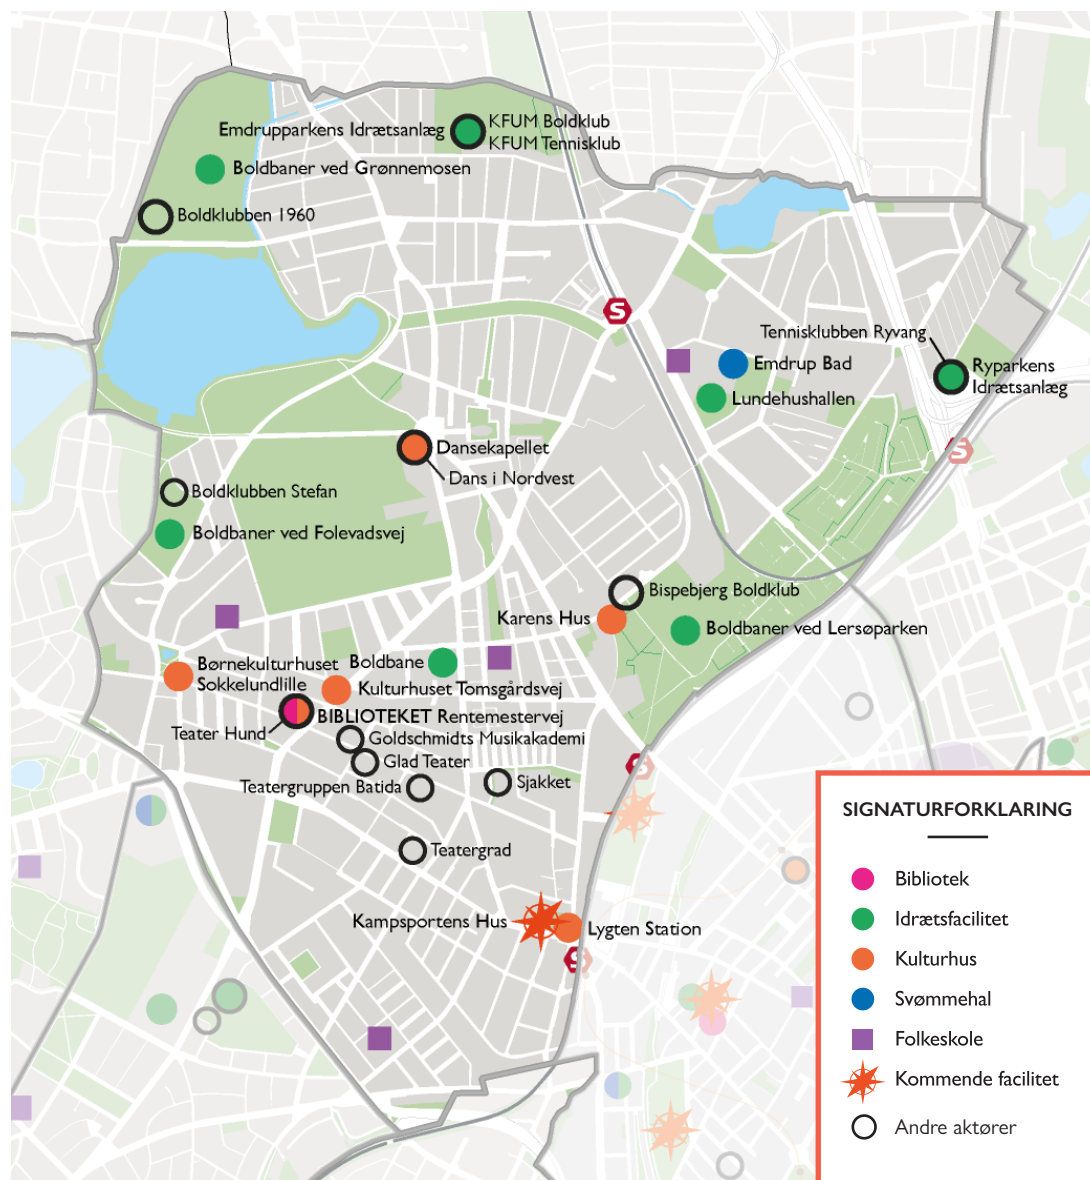 KFUM Boldklub
Emdrupparkens Idrætsanlæg
KFUM Tennisklub
Boldbaner ved Grønnemosen
Boldklubben 1960
S
Tennisklubben Ryvang
Emdrup Bad
Ryparkens
Idrætsanlæg
Lundehushallen
Dansekapellet
S
Dans i Nordvest
Boldklubben Stefan
Boldbaner ved Folevadsvej
Bispebjerg Boldklub
Karens Hus
Boldbaner ved Lersøparken
Børnekulturhuset
Sokkelundlille
Boldbane
Kulturhuset Tomsgårdsvej
BIBLIOTEKET Rentemestervej
Teater Hund
Goldschmidts Musikakademi
Glad Teater
S
Teatergruppen Batida
Sjakket
Teatergrad
Kampsportens Hus
Lygten Station
S
SIGNATURFORKLARING
Bibliotek
Idrætsfacilitet
Kulturhus
Svømmehal
Folkeskole
Kommende facilitet
Andre aktører